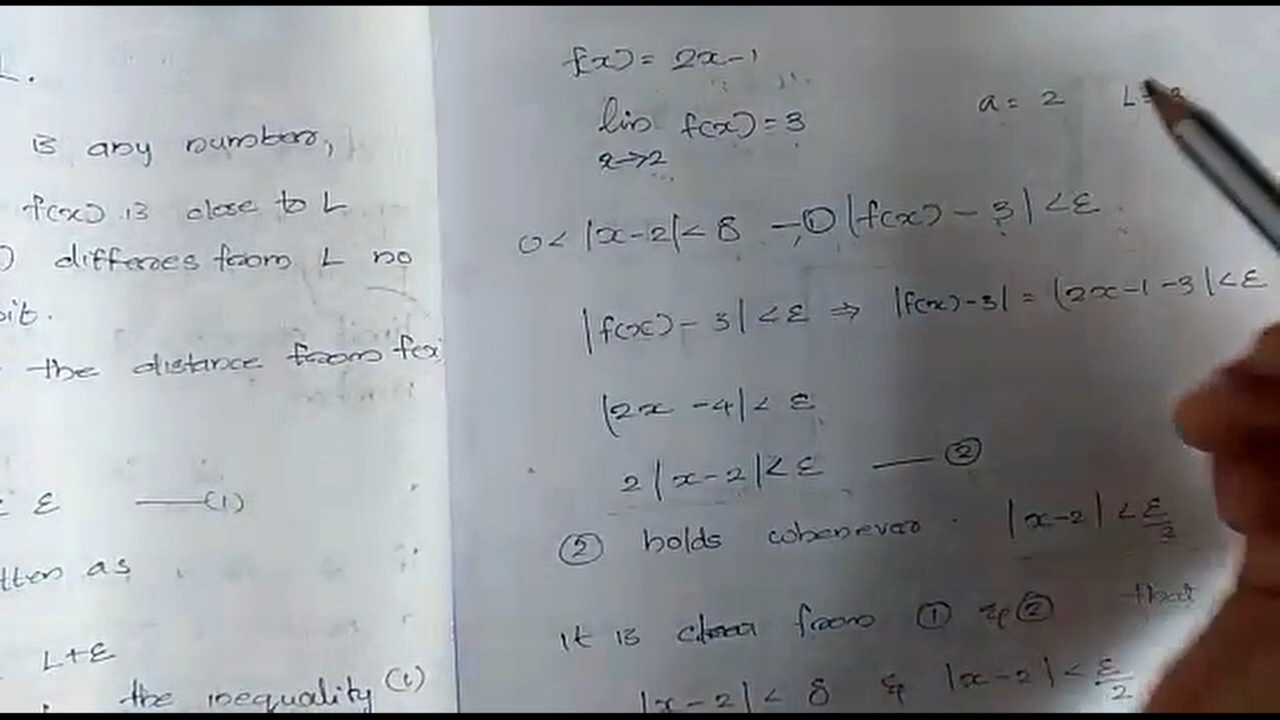 L.
is any number,
f(x) is close to L
) differes from L no
bit.
the distance from f(x)
ε ——(1)
tten as
L+ε
the inequality (1)
f(x) = 2x-1
a = 2 L = 3
lim f(x) = 3
x→2
0 < |x-2| < δ —① |f(x) - 3| < ε
|f(x) - 3| < ε ⇒ |f(x)-3| = |2x-1-3| < ε
|2x -4| < ε
2|x-2| < ε —— ②
② holds whenever. |x-2| < ε/2
it is clear from ① & ② that
|x-2| < δ & |x-2| < ε/2